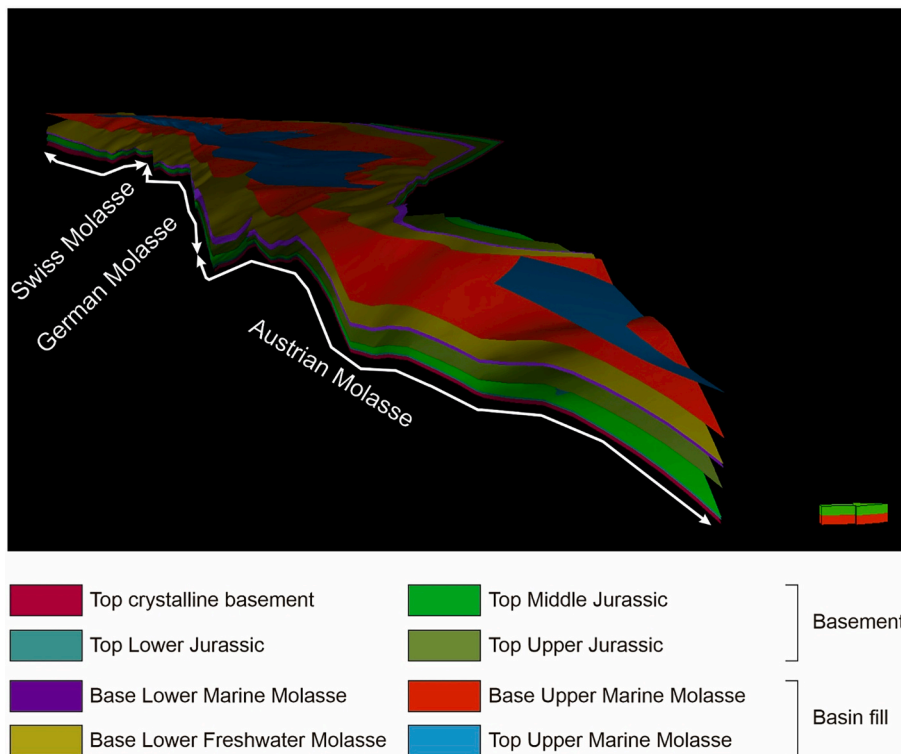 Swiss Molasse
German Molasse
Austrian Molasse
Top crystalline basement
Top Middle Jurassic
Basement
Top Lower Jurassic
Top Upper Jurassic
Base Lower Marine Molasse
Base Upper Marine Molasse
Basin fill
Base Lower Freshwater Molasse
Top Upper Marine Molasse